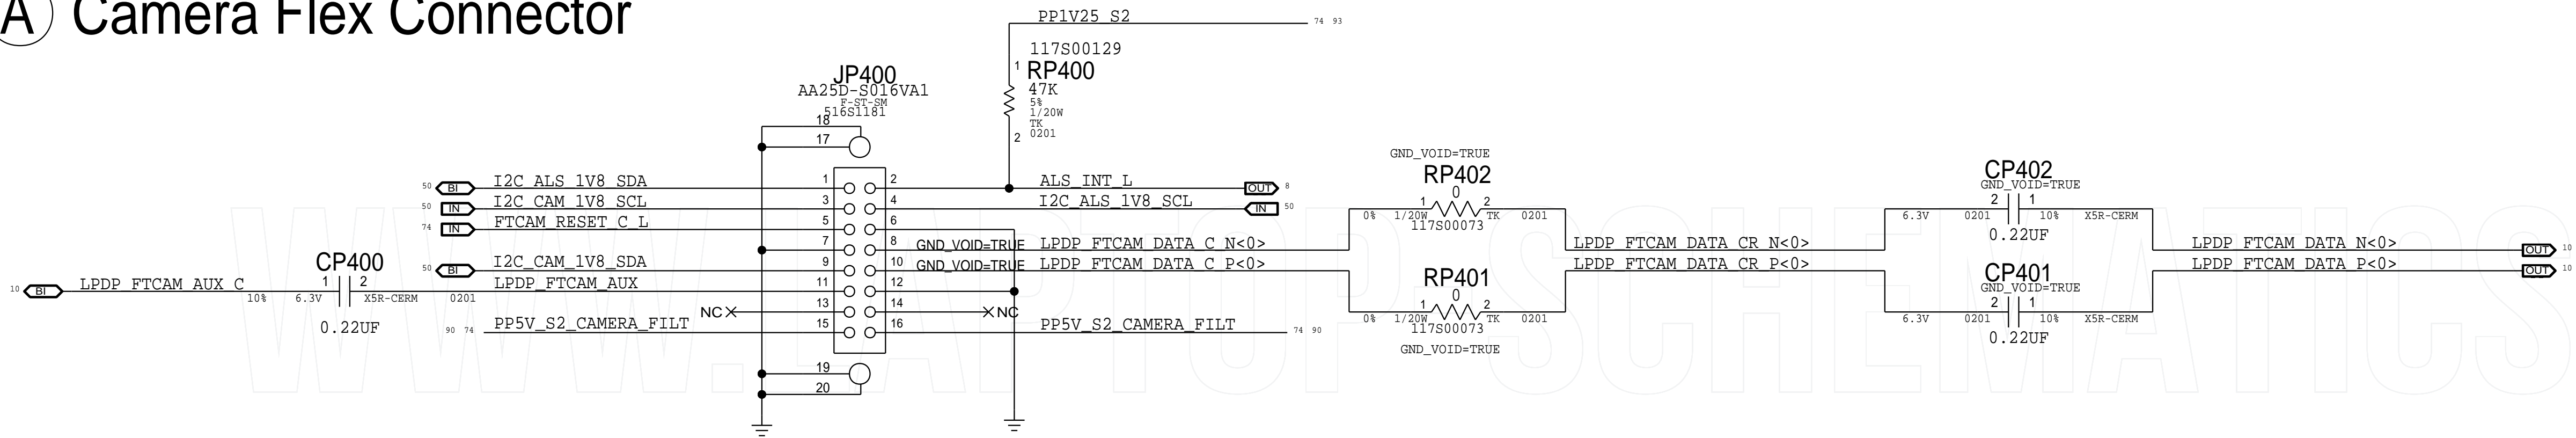 A Camera Flex Connector
PP1V25_S2 74 93
117S00129
1 RP400
47K
5%
1/20W
TK
0201
2
JP400
AA25D-S016VA1
F-ST-SM
516S1181
18
17
50 BI I2C_ALS_1V8_SDA 1 2 ALS_INT_L OUT 8
50 IN I2C_CAM_1V8_SCL 3 4 I2C_ALS_1V8_SCL IN 50
74 IN FTCAM_RESET_C_L 5 6
7 8 GND_VOID=TRUE LPDP_FTCAM_DATA_C_N<0>
50 BI I2C_CAM_1V8_SDA 9 10 GND_VOID=TRUE LPDP_FTCAM_DATA_C_P<0>
LPDP_FTCAM_AUX 11 12
NC 13 14 NC
90 74 PP5V_S2_CAMERA_FILT 15 16 PP5V_S2_CAMERA_FILT 74 90
19
20
10 BI LPDP_FTCAM_AUX_C
CP400
1 2
10% 6.3V X5R-CERM 0201
0.22UF
GND_VOID=TRUE
RP402
0
1 2
0% 1/20W TK 0201
117S00073
LPDP_FTCAM_DATA_CR_N<0>
LPDP_FTCAM_DATA_CR_P<0>
RP401
0
1 2
0% 1/20W TK 0201
117S00073
GND_VOID=TRUE
CP402
GND_VOID=TRUE
2 1
6.3V 0201 10% X5R-CERM
0.22UF
LPDP_FTCAM_DATA_N<0> OUT 10
LPDP_FTCAM_DATA_P<0> OUT 10
CP401
GND_VOID=TRUE
2 1
6.3V 0201 10% X5R-CERM
0.22UF
WWW.LAPTOP-SCHEMATICS